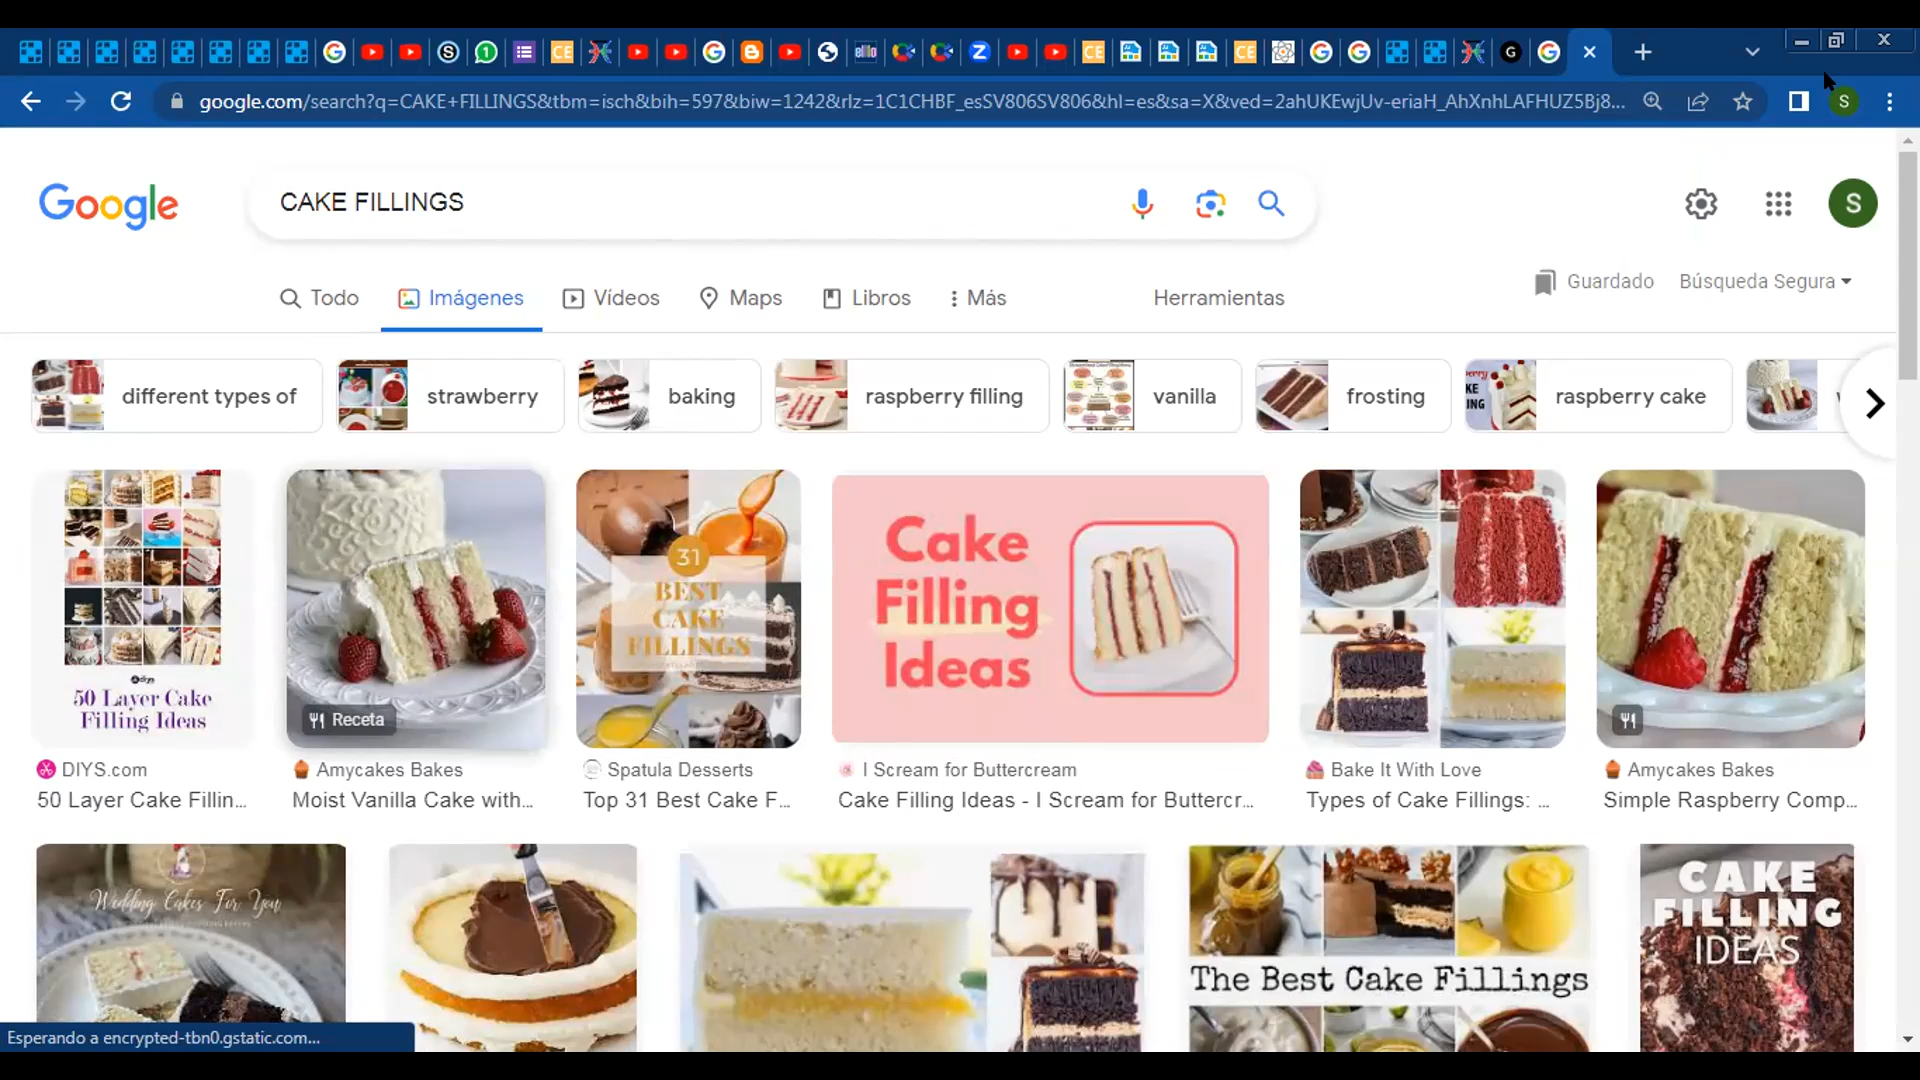 google.com/search?q=CAKE+FILLINGS&tbm=isch&bih=597&biw=1242&rlz=1C1CHBF_esSV806SV806&hl=es&sa=X&ved=2ahUKEwjUv-eriaH_AhXnhLAFHUZ5Bj8...
S
Google
CAKE FILLINGS
S
Todo
Imágenes
Vídeos
Maps
Libros
Más
Herramientas
Guardado
Búsqueda Segura
different types of
strawberry
baking
raspberry filling
vanilla
frosting
raspberry cake
diys
50 Layer Cake
Filling Ideas
Receta
31
BEST
CAKE
FILLINGS
Cake
Filling
Ideas
DIYS.com
50 Layer Cake Fillin...
Amycakes Bakes
Moist Vanilla Cake with...
Spatula Desserts
Top 31 Best Cake F...
I Scream for Buttercream
Cake Filling Ideas - I Scream for Buttercr...
Bake It With Love
Types of Cake Fillings: ...
Amycakes Bakes
Simple Raspberry Comp...
Wedding Cakes For You
The Best Cake Fillings
CAKE
FILLING
IDEAS
Esperando a encrypted-tbn0.gstatic.com...